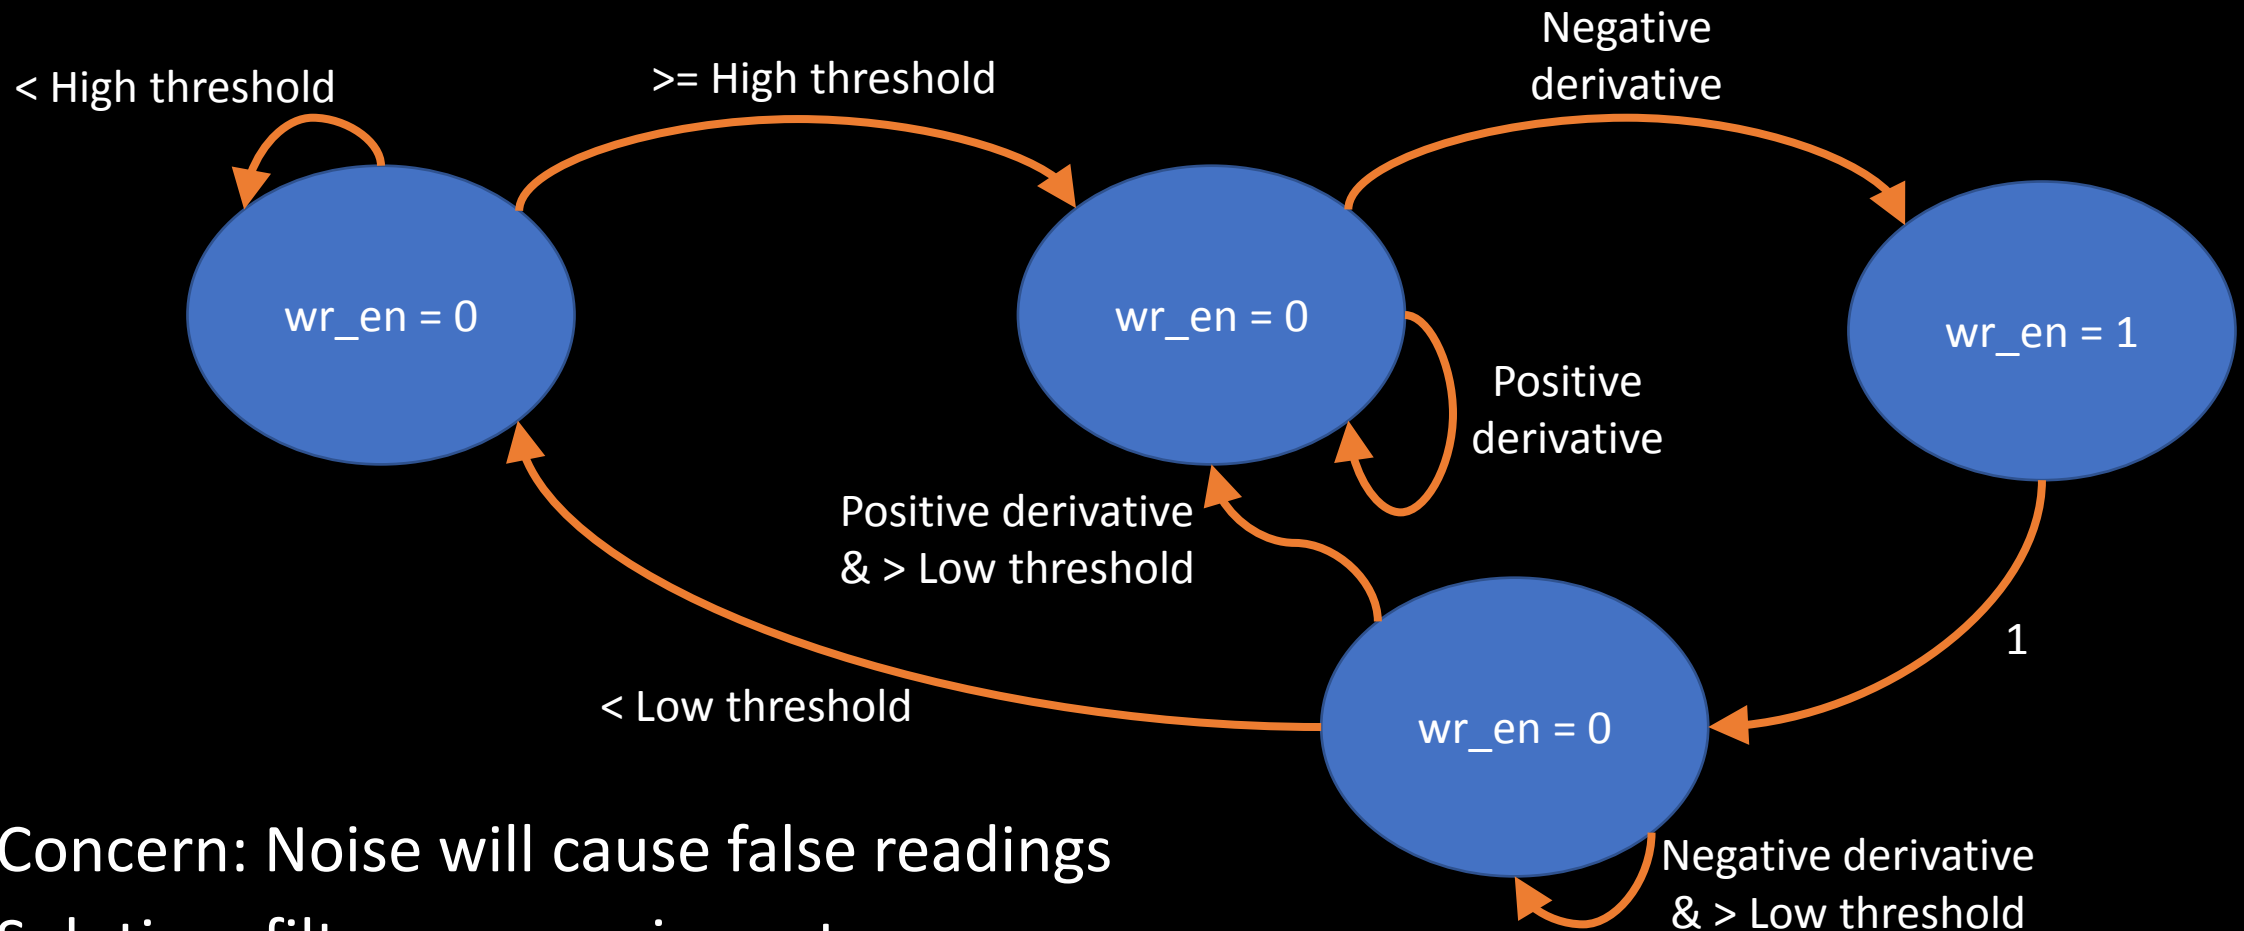 Negative
derivative
< High threshold
>= High threshold
wr_en = 0
wr_en = 0
wr_en = 1
Positive
derivative
Positive derivative
& > Low threshold
1
< Low threshold
wr_en = 0
Concern: Noise will cause false readings
Negative derivative
& > Low threshold